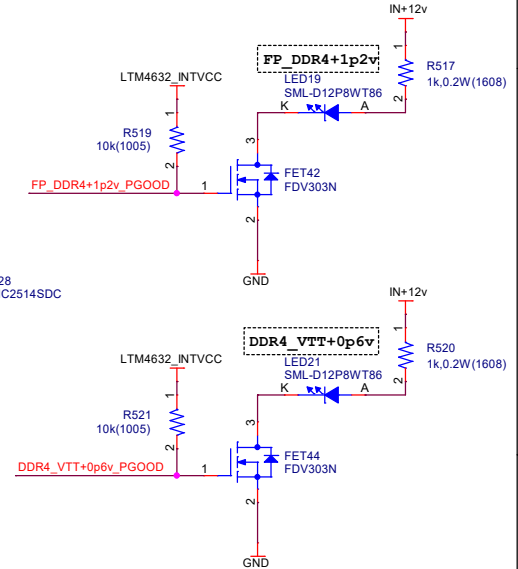 IN+12v
1
R517
1k,0.2W(1608)
2
FP_DDR4+1p2v
LED19
SML-D12P8WT86
K
A
LTM4632_INTVCC
1
R519
10k(1005)
2
3
FP_DDR4+1p2v_PGOOD
1
FET42
FDV303N
2
GND
28
C2514SDC
IN+12v
1
R520
1k,0.2W(1608)
2
DDR4_VTT+0p6v
LED21
SML-D12P8WT86
K
A
LTM4632_INTVCC
1
R521
10k(1005)
2
3
DDR4_VTT+0p6v_PGOOD
1
FET44
FDV303N
2
GND